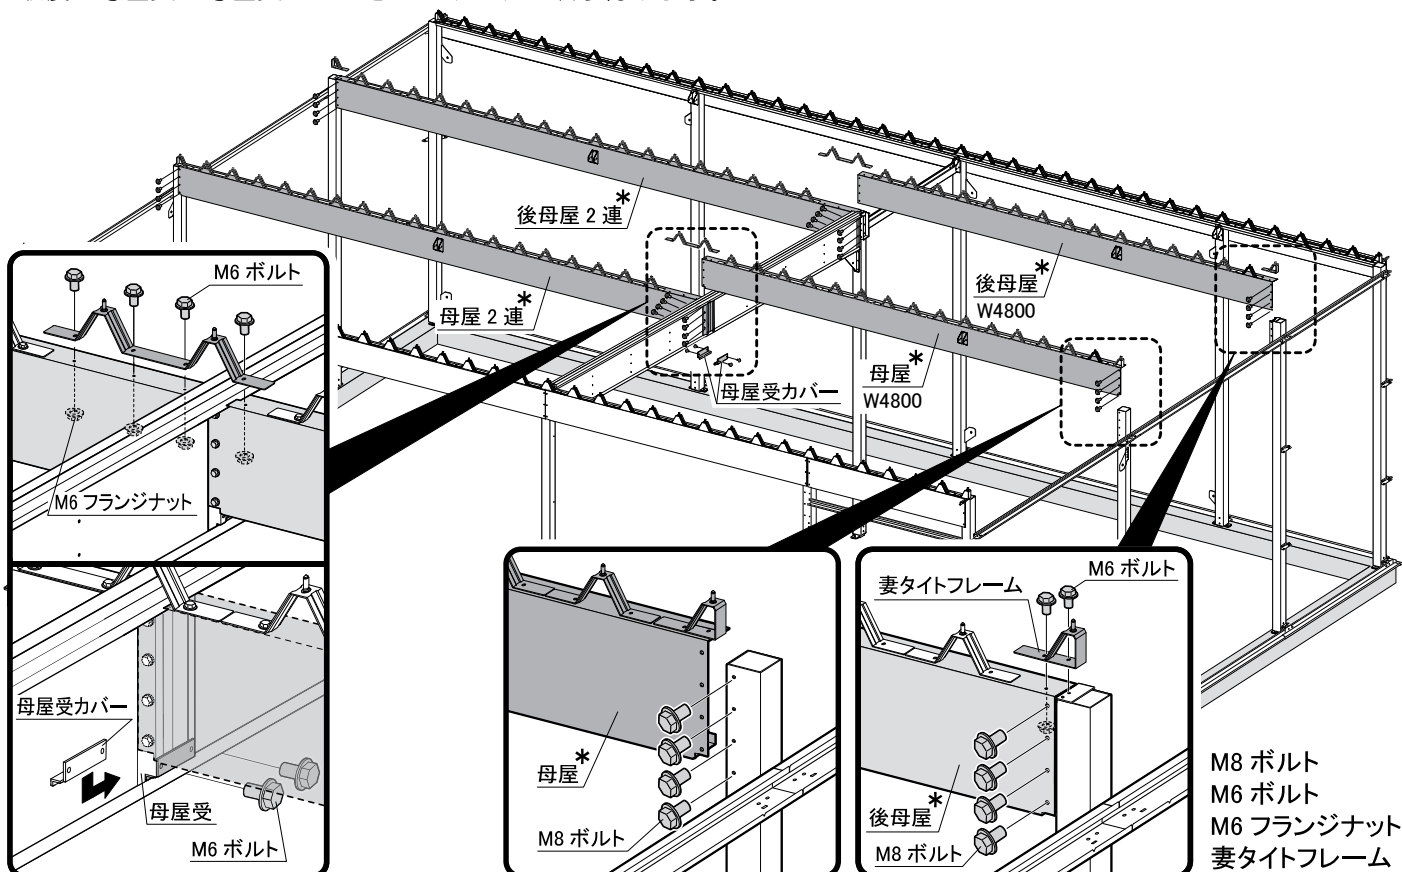 後母屋 2 連*
母屋 2 連*
後母屋*
W4800
母屋*
W4800
母屋受カバー
M6 ボルト
M6 フランジナット
母屋受カバー
母屋受
M6 ボルト
母屋*
M8 ボルト
妻タイトフレーム
M6 ボルト
後母屋*
M8 ボルト
M8 ボルト
M6 ボルト
M6 フランジナット
妻タイトフレーム